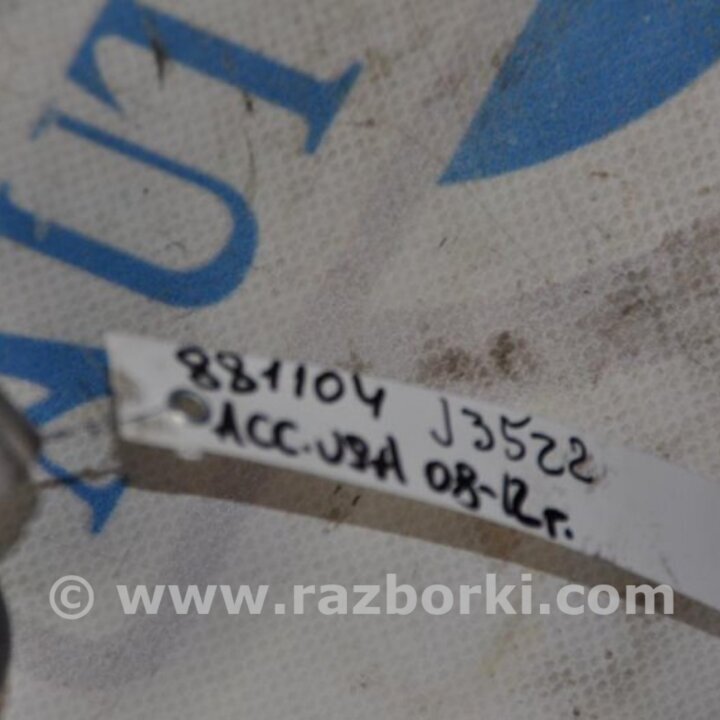 881104 J3522
ACC. USA 08-12г.
© www.razborki.com